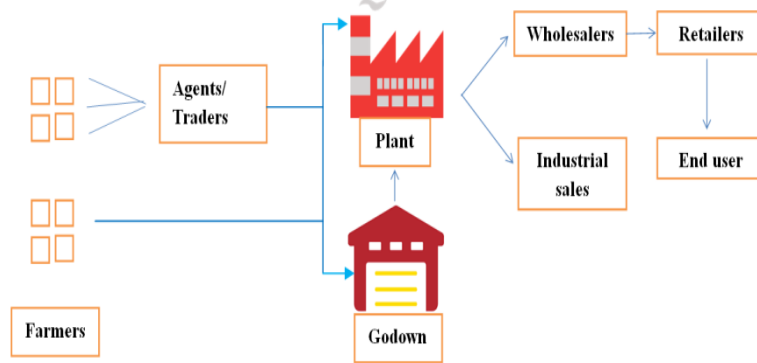 Wholesalers
Retailers
Agents/
Traders
Plant
Industrial
sales
End user
Farmers
Godown